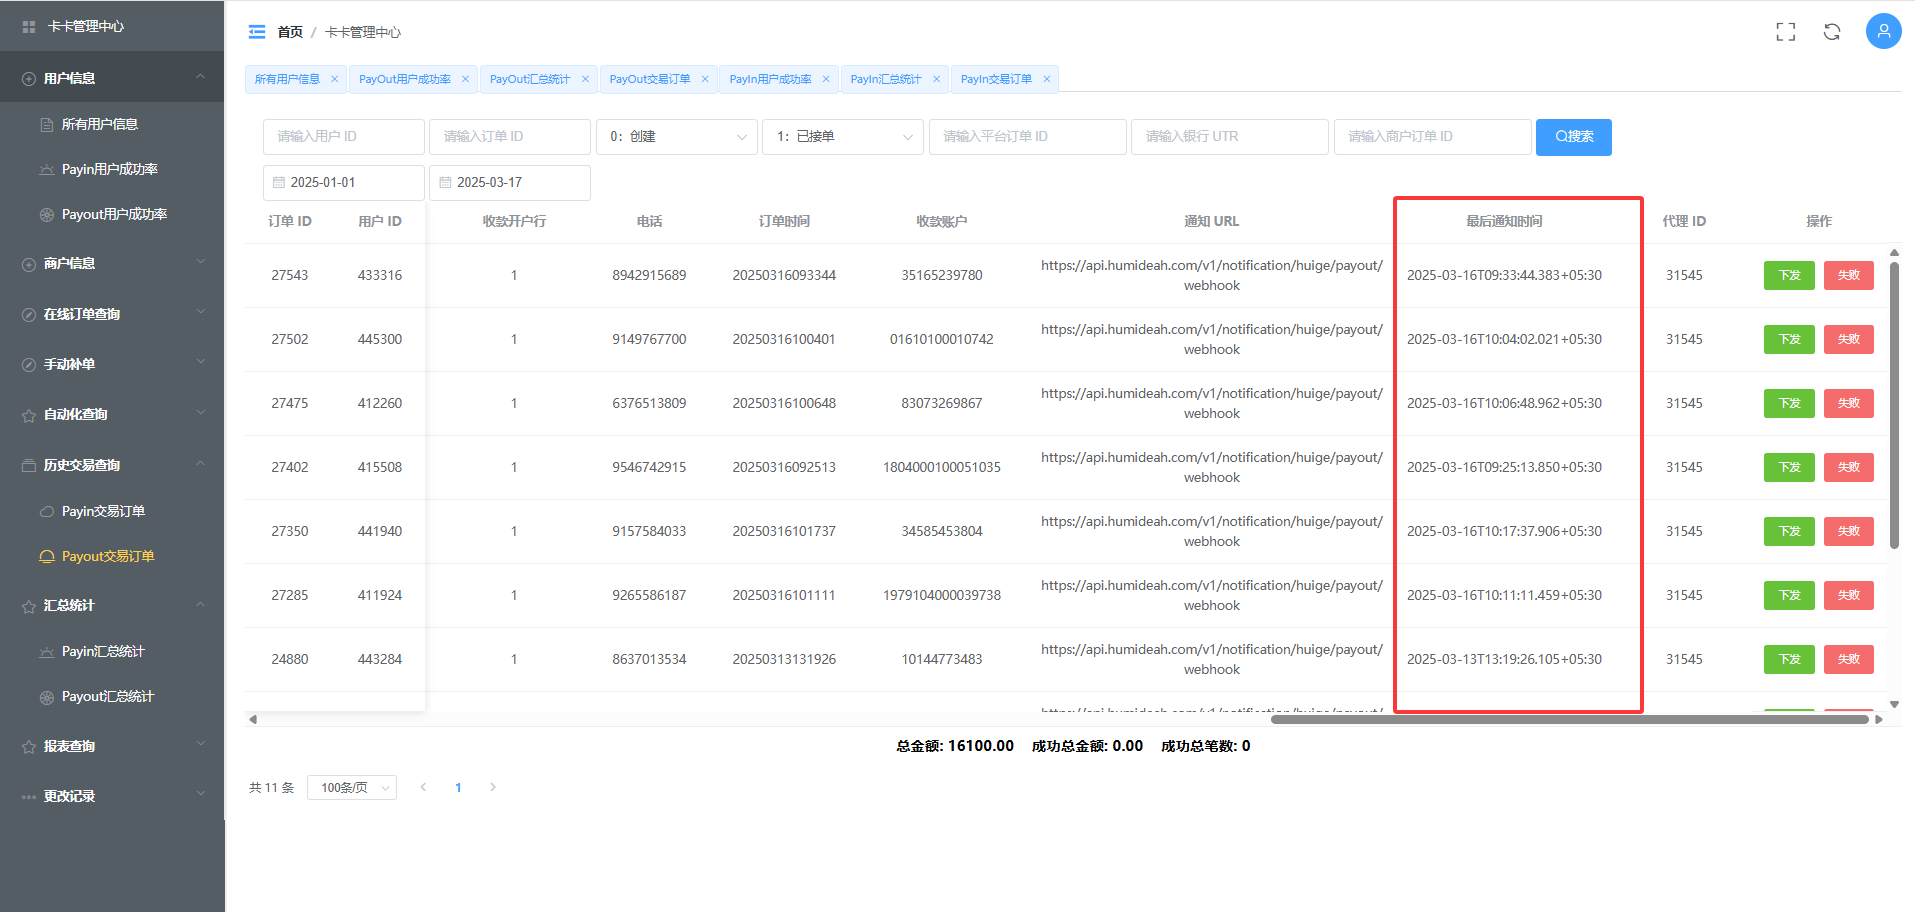 卡卡管理中心
用户信息
所有用户信息
Payin用户成功率
Payout用户成功率
商户信息
在线订单查询
手动补单
自动化查询
历史交易查询
Payin交易订单
Payout交易订单
汇总统计
Payin汇总统计
Payout汇总统计
报表查询
更改记录
首页 / 卡卡管理中心
所有用户信息 × PayOut用户成功率 × PayOut汇总统计 × PayOut交易订单 × PayIn用户成功率 × PayIn汇总统计 × PayIn交易订单 ×
请输入用户 ID 请输入订单 ID 0：创建 1：已接单 请输入平台订单 ID 请输入银行 UTR 请输入商户订单 ID 搜索
2025-01-01 2025-03-17
订单 ID 用户 ID 收款开户行 电话 订单时间 收款账户 通知 URL 最后通知时间 代理 ID 操作
27543 433316 1 8942915689 20250316093344 35165239780 https://api.humideah.com/v1/notification/huige/payout/ 2025-03-16T09:33:44.383+05:30 31545 下发 失败
webhook
27502 445300 1 9149767700 20250316100401 01610100010742 https://api.humideah.com/v1/notification/huige/payout/ 2025-03-16T10:04:02.021+05:30 31545 下发 失败
webhook
27475 412260 1 6376513809 20250316100648 83073269867 https://api.humideah.com/v1/notification/huige/payout/ 2025-03-16T10:06:48.962+05:30 31545 下发 失败
webhook
27402 415508 1 9546742915 20250316092513 1804000100051035 https://api.humideah.com/v1/notification/huige/payout/ 2025-03-16T09:25:13.850+05:30 31545 下发 失败
webhook
27350 441940 1 9157584033 20250316101737 34585453804 https://api.humideah.com/v1/notification/huige/payout/ 2025-03-16T10:17:37.906+05:30 31545 下发 失败
webhook
27285 411924 1 9265586187 20250316101111 1979104000039738 https://api.humideah.com/v1/notification/huige/payout/ 2025-03-16T10:11:11.459+05:30 31545 下发 失败
webhook
24880 443284 1 8637013534 20250313131926 10144773483 https://api.humideah.com/v1/notification/huige/payout/ 2025-03-13T13:19:26.105+05:30 31545 下发 失败
webhook
总金额: 16100.00 成功总金额: 0.00 成功总笔数: 0
共 11 条 100条/页 1